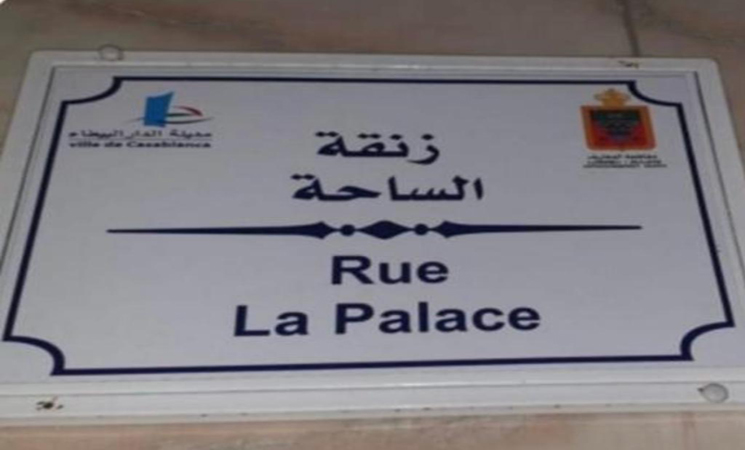 مدينة الدار البيضاء
ville de Casablanca
زنقة
الساحة
Rue
La Palace